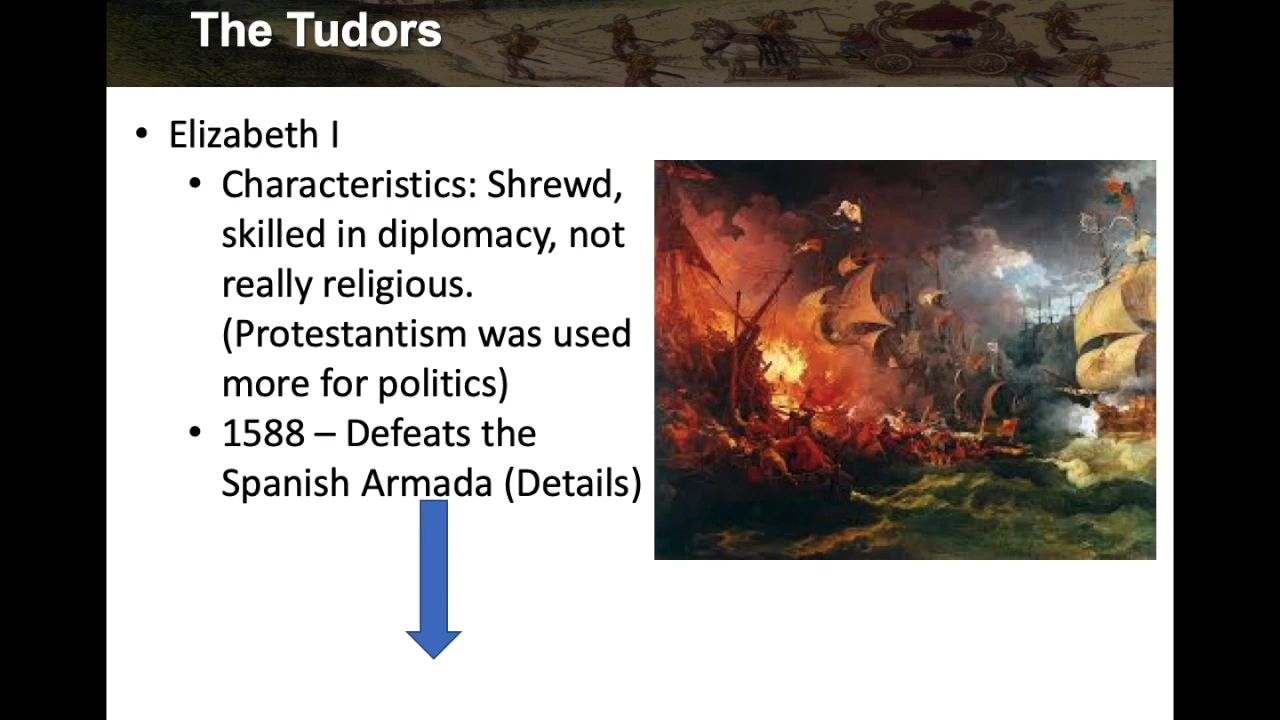 The Tudors
• Elizabeth I
• Characteristics: Shrewd,
skilled in diplomacy, not
really religious.
(Protestantism was used
more for politics)
• 1588 – Defeats the
Spanish Armada (Details)